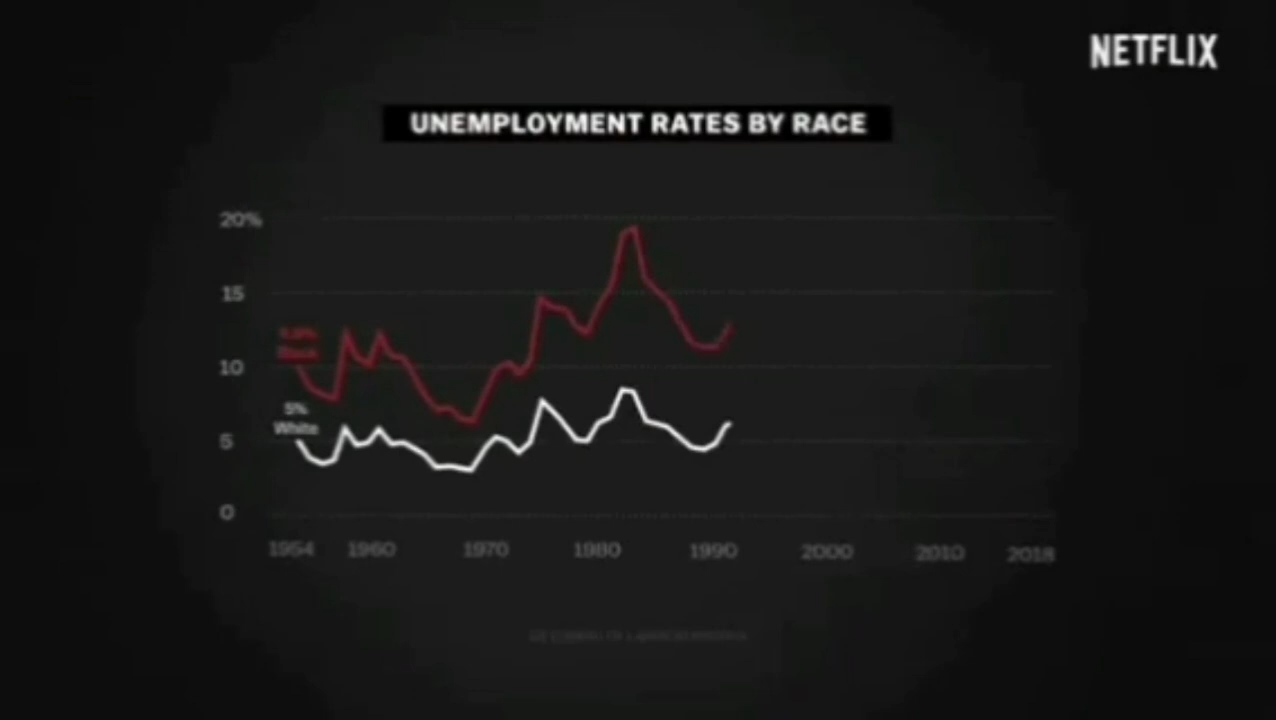 NETFLIX
UNEMPLOYMENT RATES BY RACE
20%
15
10
5
0
5%
White
1954 1960 1970 1980 1990 2000 2010 2018